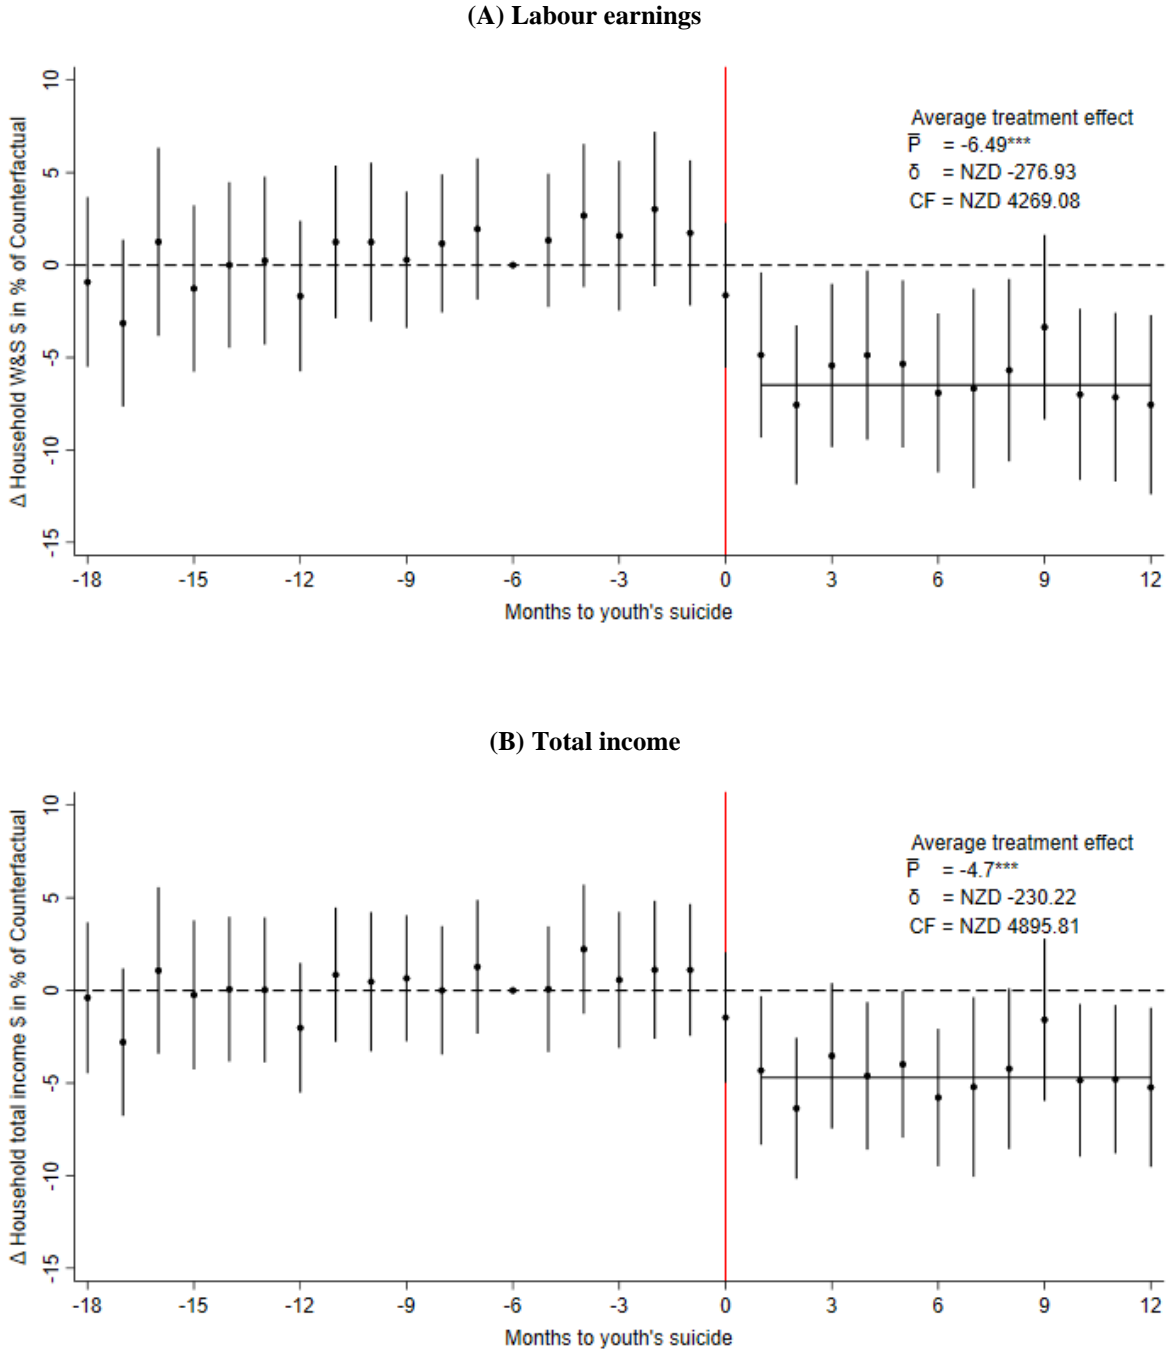 (A) Labour earnings
Δ Household W&S $ in % of Counterfactual
10
5
0
-5
-10
-15
Average treatment effect
P̅ = -6.49***
δ = NZD -276.93
CF = NZD 4269.08
-18 -15 -12 -9 -6 -3 0 3 6 9 12
Months to youth's suicide
(B) Total income
Δ Household total income $ in % of Counterfactual
10
5
0
-5
-10
-15
Average treatment effect
P̅ = -4.7***
δ = NZD -230.22
CF = NZD 4895.81
-18 -15 -12 -9 -6 -3 0 3 6 9 12
Months to youth's suicide